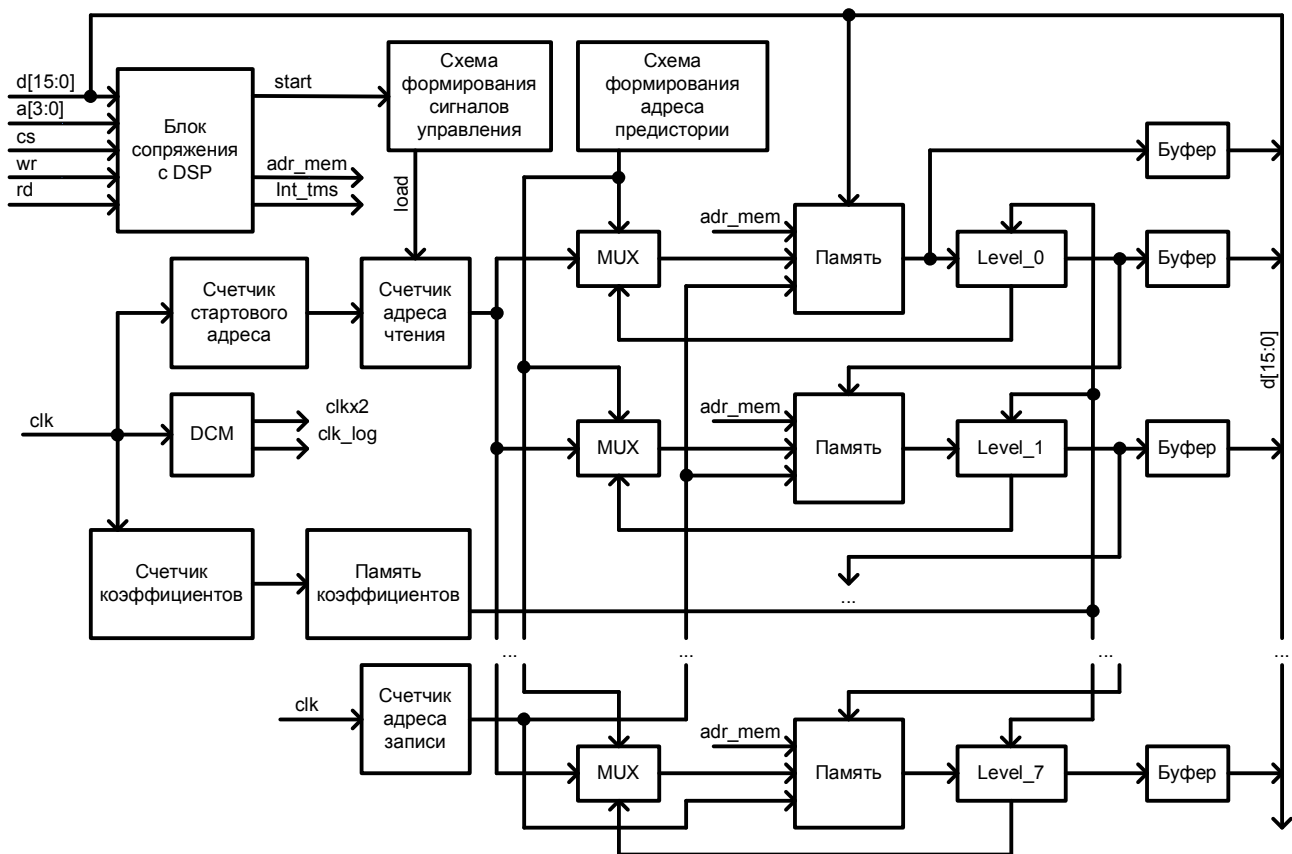 d[15:0]
a[3:0]
cs
wr
rd
Блок
сопряжения
с DSP
start
adr_mem
Int_tms
Схема
формирования
сигналов
управления
Схема
формирования
адреса
предистории
load
Буфер
adr_mem
MUX
Память
Level_0
Буфер
Счетчик
стартового
адреса
Счетчик
адреса
чтения
d[15:0]
clk
DCM
clkx2
clk_log
adr_mem
MUX
Память
Level_1
Буфер
Счетчик
коэффициентов
Память
коэффициентов
...
...
...
...
...
clk
Счетчик
адреса
записи
adr_mem
MUX
Память
Level_7
Буфер